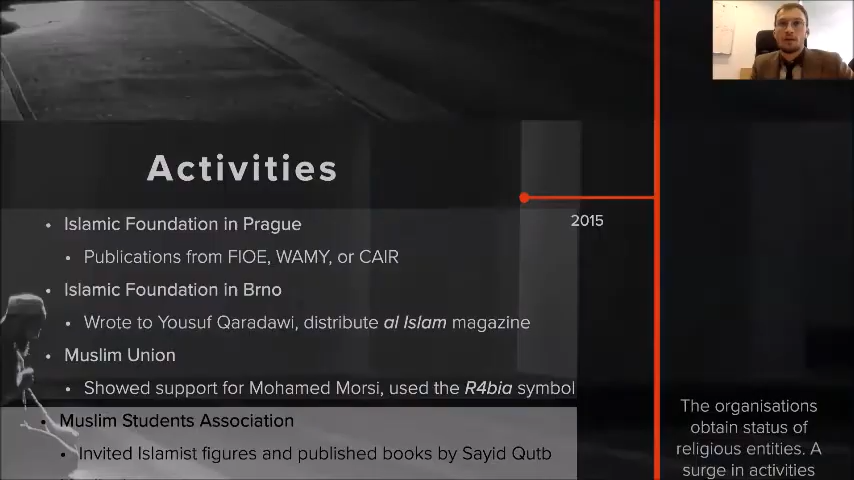 Activities
• Islamic Foundation in Prague
• Publications from FIOE, WAMY, or CAIR
• Islamic Foundation in Brno
• Wrote to Yousuf Qaradawi, distribute al Islam magazine
• Muslim Union
• Showed support for Mohamed Morsi, used the R4bia symbol
• Muslim Students Association
• Invited Islamist figures and published books by Sayid Qutb
2015
The organisations
obtain status of
religious entities. A
surge in activities